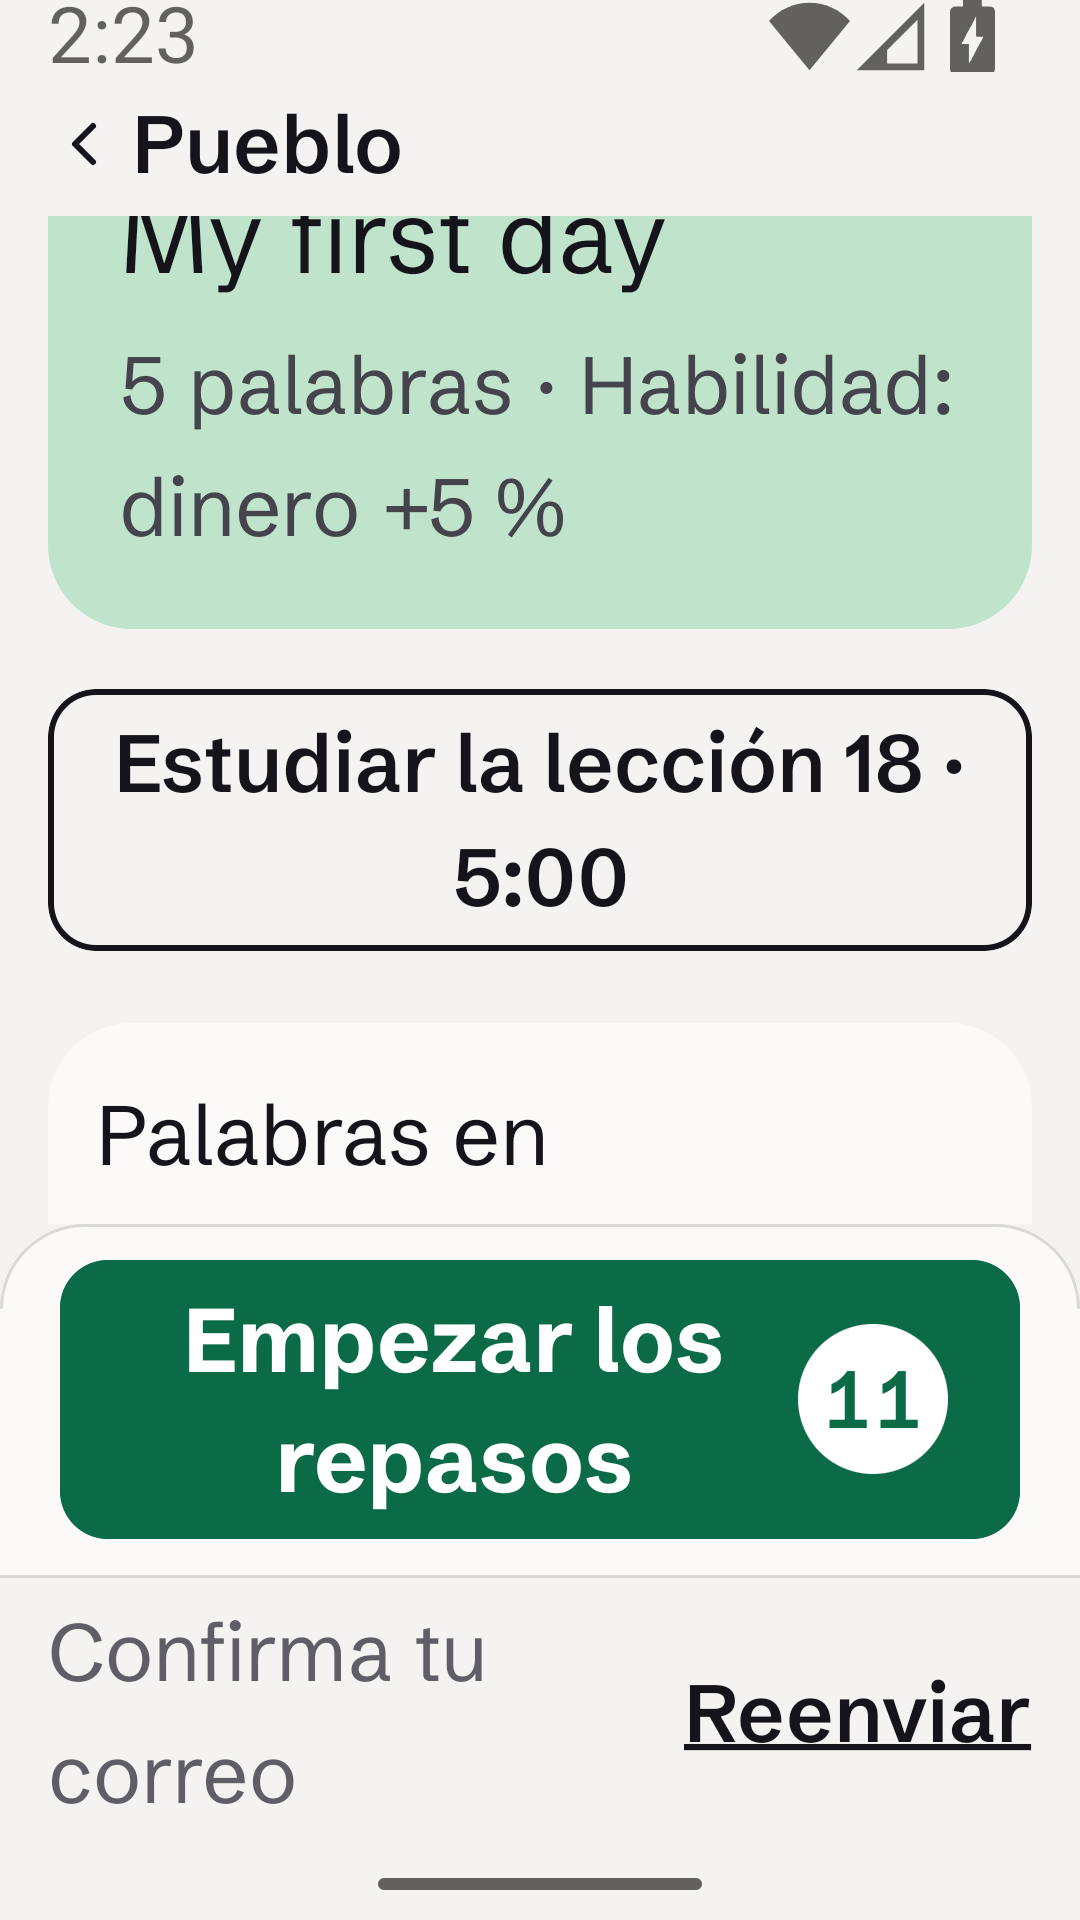 2:23
Pueblo
My first day
5 palabras · Habilidad:
dinero +5 %
Estudiar la lección 18 ·
5:00
Palabras en
Empezar los
repasos
11
Confirma tu
correo
Reenviar